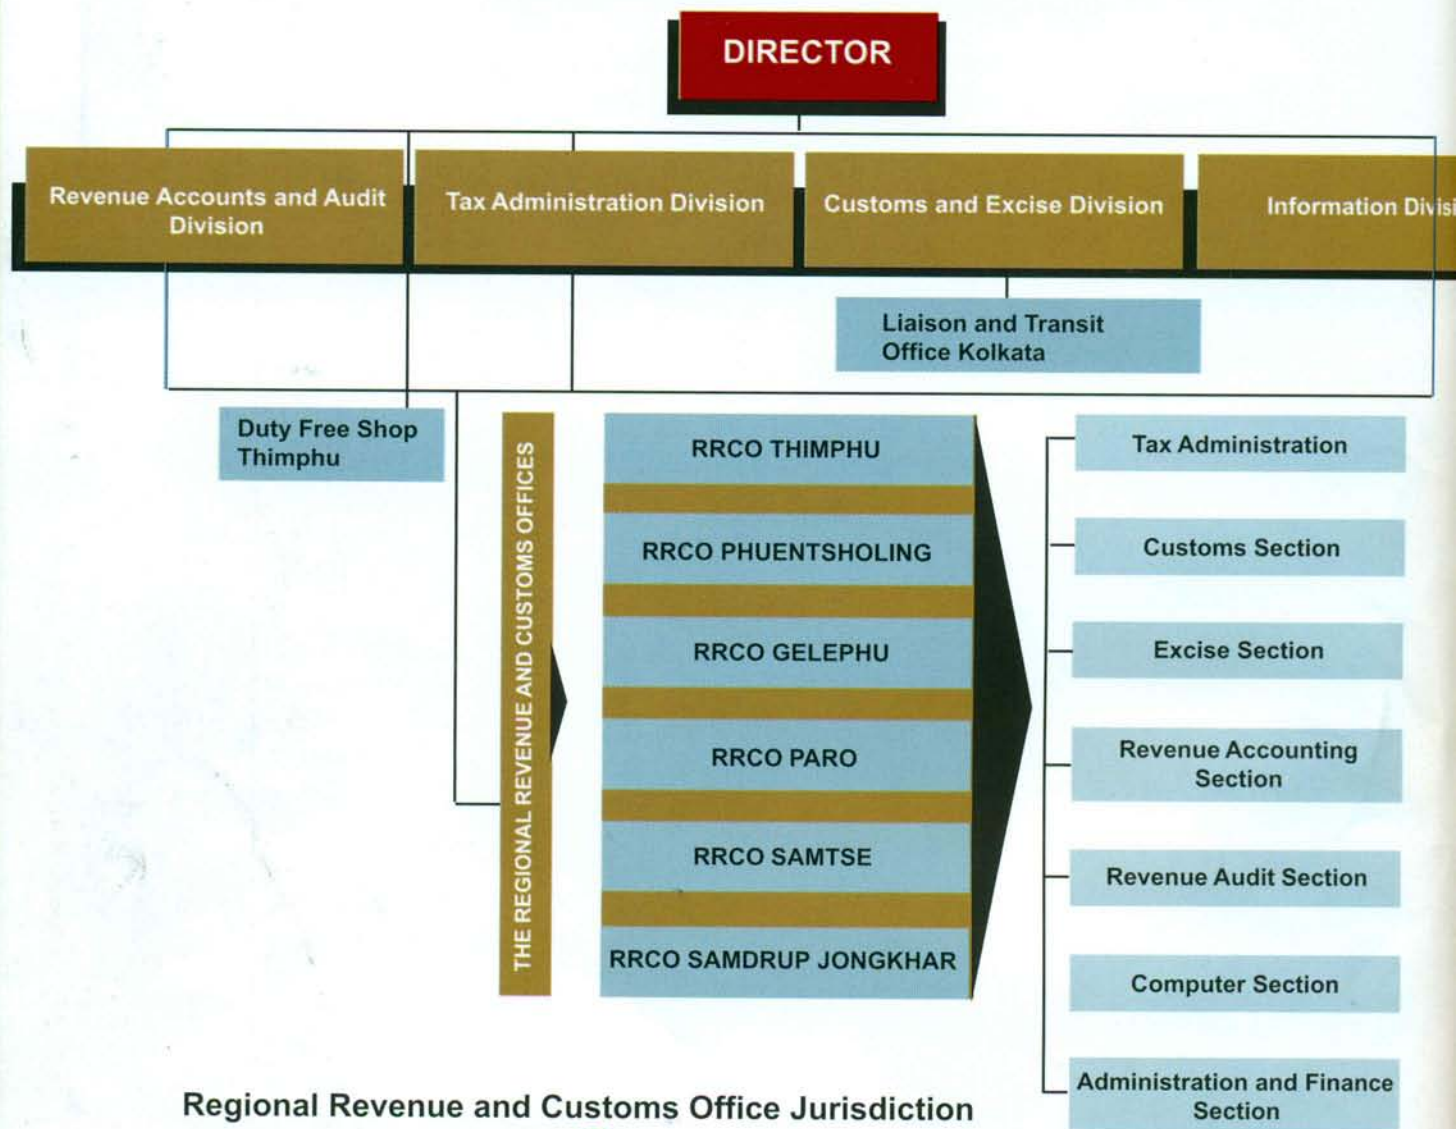 DIRECTOR
Revenue Accounts and Audit
Division
Tax Administration Division
Customs and Excise Division
Information
Liaison and Transit
Office Kolkata
Duty Free Shop
Thimphu
THE REGIONAL REVENUE AND CUSTOMS OFFICES
RRCO THIMPHU
RRCO PHUENTSHOLING
RRCO GELEPHU
RRCO PARO
RRCO SAMTSE
RRCO SAMDRUP JONGKHAR
Tax Administration
Customs Section
Excise Section
Revenue Accounting
Section
Revenue Audit Section
Computer Section
Administration and Finance
Section
Regional Revenue and Customs Office Jurisdiction